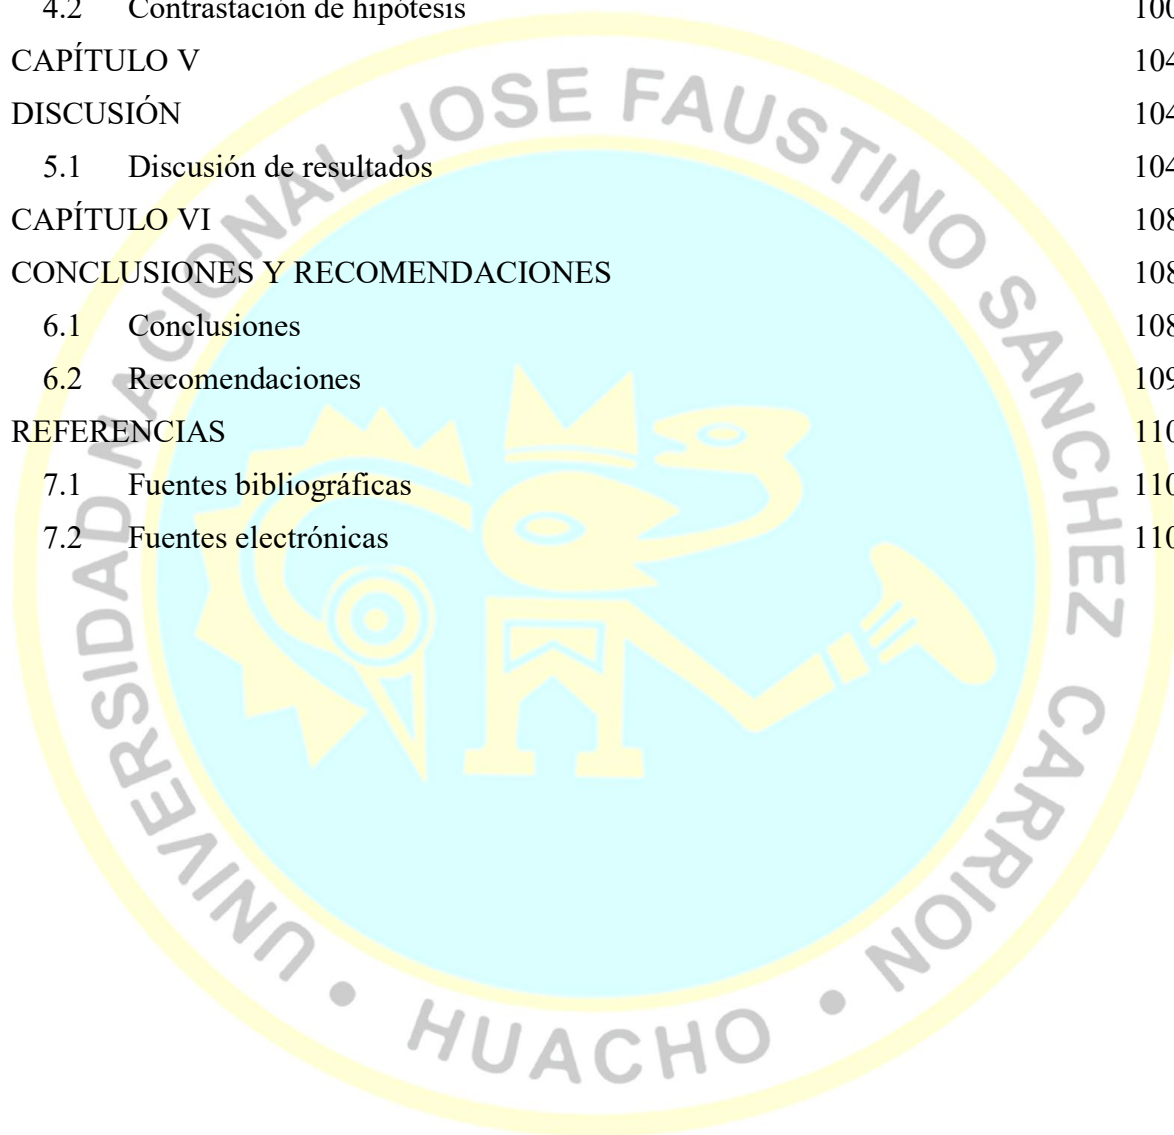 4.2 Contrastación de hipótesis 100
CAPÍTULO V 104
DISCUSIÓN 104
5.1 Discusión de resultados 104
CAPÍTULO VI 108
CONCLUSIONES Y RECOMENDACIONES 108
6.1 Conclusiones 108
6.2 Recomendaciones 109
REFERENCIAS 110
7.1 Fuentes bibliográficas 110
7.2 Fuentes electrónicas 110
UNIVERSIDAD NACIONAL JOSE FAUSTINO SANCHEZ CARRION • HUACHO •